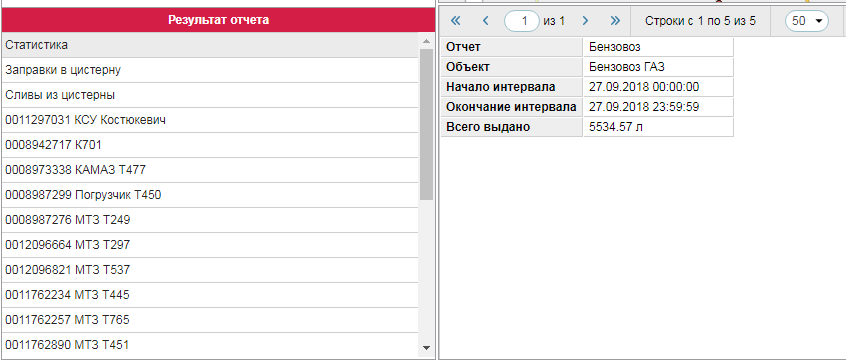 Результат отчета
Статистика
Заправки в цистерну
Сливы из цистерны
0011297031 КСУ Костюкевич
0008942717 К701
0008973338 КАМАЗ Т477
0008987299 Погрузчик Т450
0008987276 МТЗ Т249
0012096664 МТЗ Т297
0012096821 МТЗ Т537
0011762234 МТЗ Т445
0011762257 МТЗ Т765
0011762890 МТЗ Т451
1 из 1 Строки с 1 по 5 из 5 50
Отчет Бензовоз
Объект Бензовоз ГАЗ
Начало интервала 27.09.2018 00:00:00
Окончание интервала 27.09.2018 23:59:59
Всего выдано 5534.57 л